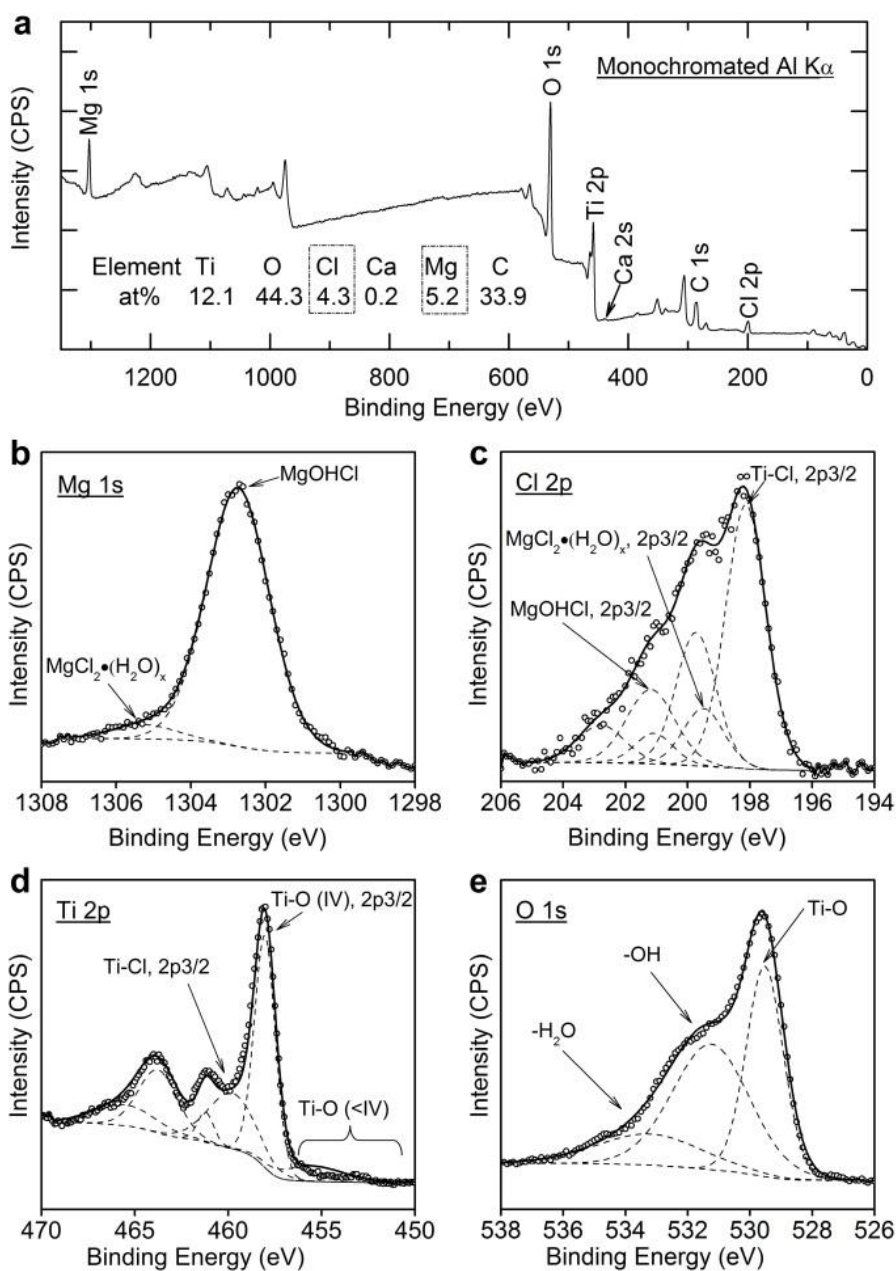 a
Monochromated Al Kα
Mg 1s
O 1s
Ti 2p
Ca 2s
C 1s
Cl 2p
Element Ti O Cl Ca Mg C
at% 12.1 44.3 4.3 0.2 5.2 33.9
Intensity (CPS)
1200 1000 800 600 400 200 0
Binding Energy (eV)
b
Mg 1s
MgOHCl
MgCl₂•(H₂O)ₓ
Intensity (CPS)
1308 1306 1304 1302 1300 1298
Binding Energy (eV)
c
Cl 2p
Ti-Cl, 2p3/2
MgCl₂•(H₂O)ₓ, 2p3/2
MgOHCl, 2p3/2
Intensity (CPS)
206 204 202 200 198 196 194
Binding Energy (eV)
d
Ti 2p
Ti-O (IV), 2p3/2
Ti-Cl, 2p3/2
Ti-O (<IV)
Intensity (CPS)
470 465 460 455 450
Binding Energy (eV)
e
O 1s
Ti-O
-OH
-H₂O
Intensity (CPS)
538 536 534 532 530 528 526
Binding Energy (eV)